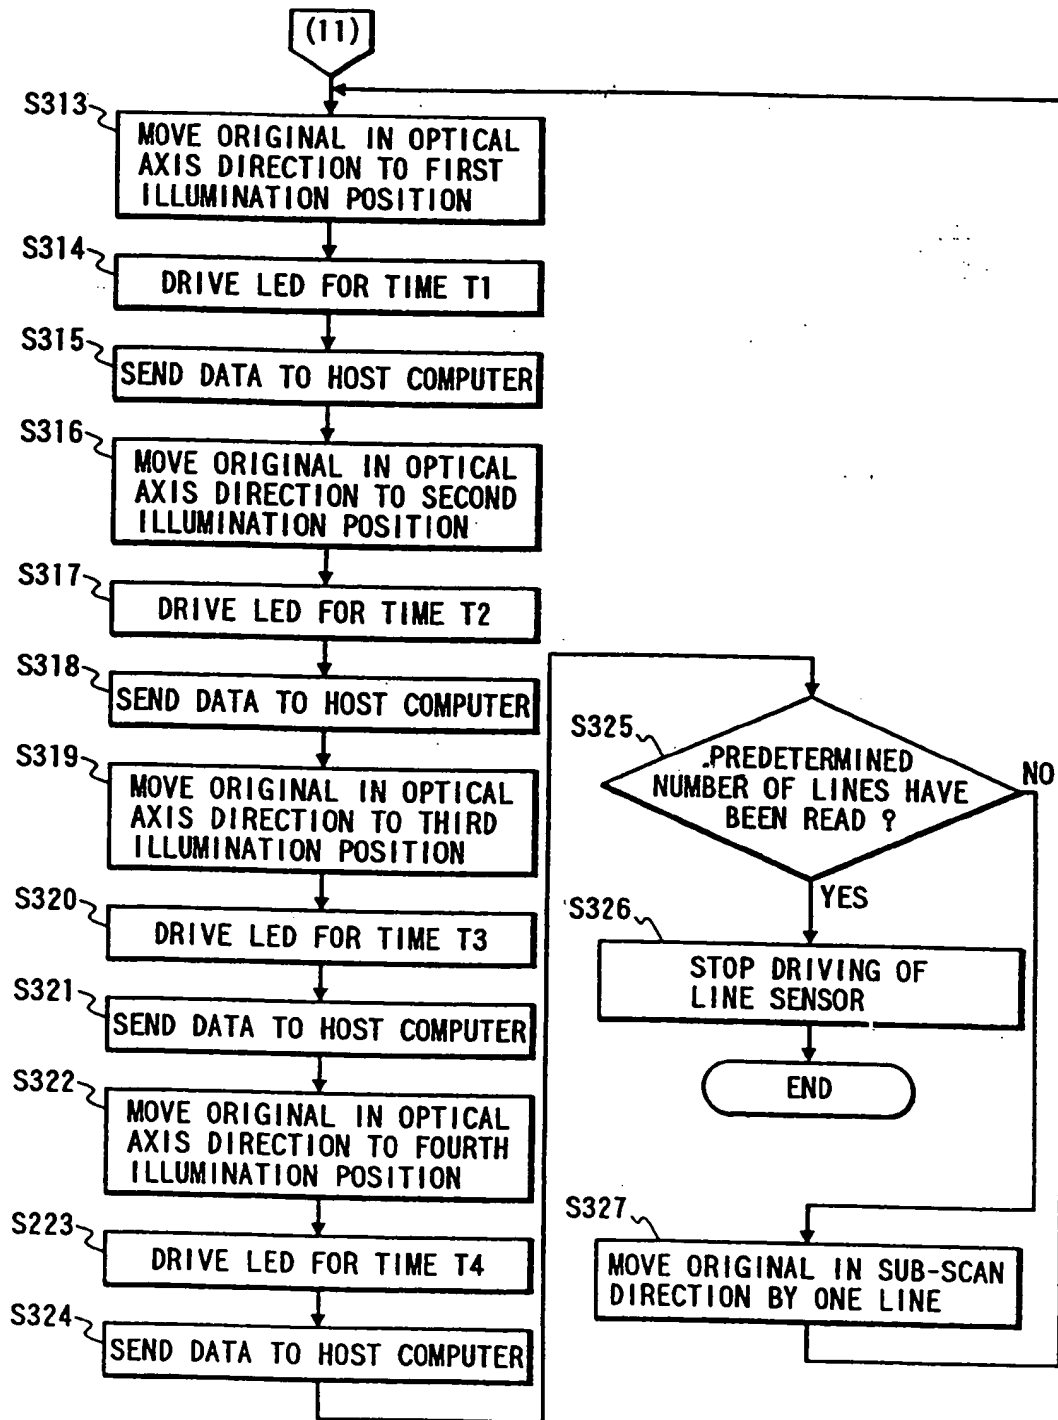 (11)
S313
MOVE ORIGINAL IN OPTICAL
AXIS DIRECTION TO FIRST
ILLUMINATION POSITION
S314
DRIVE LED FOR TIME T1
S315
SEND DATA TO HOST COMPUTER
S316
MOVE ORIGINAL IN OPTICAL
AXIS DIRECTION TO SECOND
ILLUMINATION POSITION
S317
DRIVE LED FOR TIME T2
S318
SEND DATA TO HOST COMPUTER
S319
MOVE ORIGINAL IN OPTICAL
AXIS DIRECTION TO THIRD
ILLUMINATION POSITION
S320
DRIVE LED FOR TIME T3
S321
SEND DATA TO HOST COMPUTER
S322
MOVE ORIGINAL IN OPTICAL
AXIS DIRECTION TO FOURTH
ILLUMINATION POSITION
S223
DRIVE LED FOR TIME T4
S324
SEND DATA TO HOST COMPUTER
S325
PREDETERMINED
NUMBER OF LINES HAVE
BEEN READ ?
NO
YES
S326
STOP DRIVING OF
LINE SENSOR
END
S327
MOVE ORIGINAL IN SUB-SCAN
DIRECTION BY ONE LINE